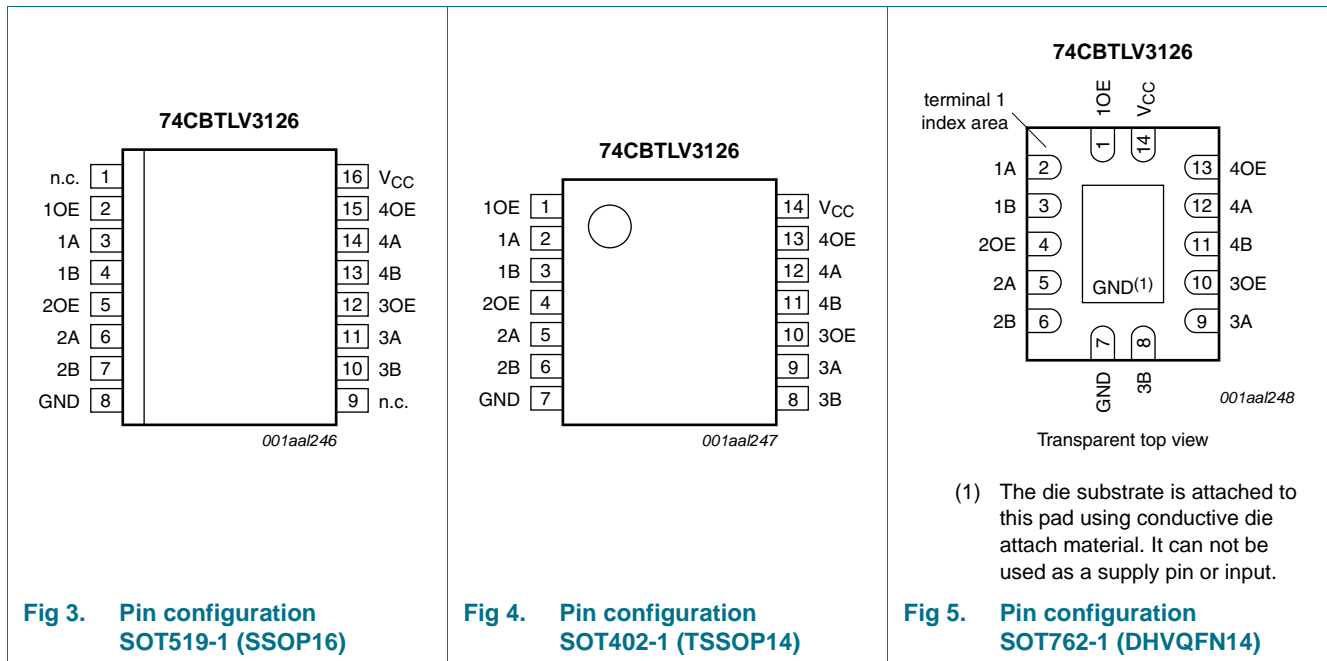 74CBTLV3126
n.c. 1
1OE 2
1A 3
1B 4
2OE 5
2A 6
2B 7
GND 8
16 VCC
15 4OE
14 4A
13 4B
12 3OE
11 3A
10 3B
9 n.c.
001aal246
Fig 3. Pin configuration
SOT519-1 (SSOP16)
74CBTLV3126
1OE 1
1A 2
1B 3
2OE 4
2A 5
2B 6
GND 7
14 VCC
13 4OE
12 4A
11 4B
10 3OE
9 3A
8 3B
001aal247
Fig 4. Pin configuration
SOT402-1 (TSSOP14)
74CBTLV3126
terminal 1
index area
1OE
VCC
1
14
1A 2
1B 3
2OE 4
2A 5
2B 6
13 4OE
12 4A
11 4B
10 3OE
9 3A
GND(1)
7
8
GND
3B
001aal248
Transparent top view
(1) The die substrate is attached to
this pad using conductive die
attach material. It can not be
used as a supply pin or input.
Fig 5. Pin configuration
SOT762-1 (DHVQFN14)